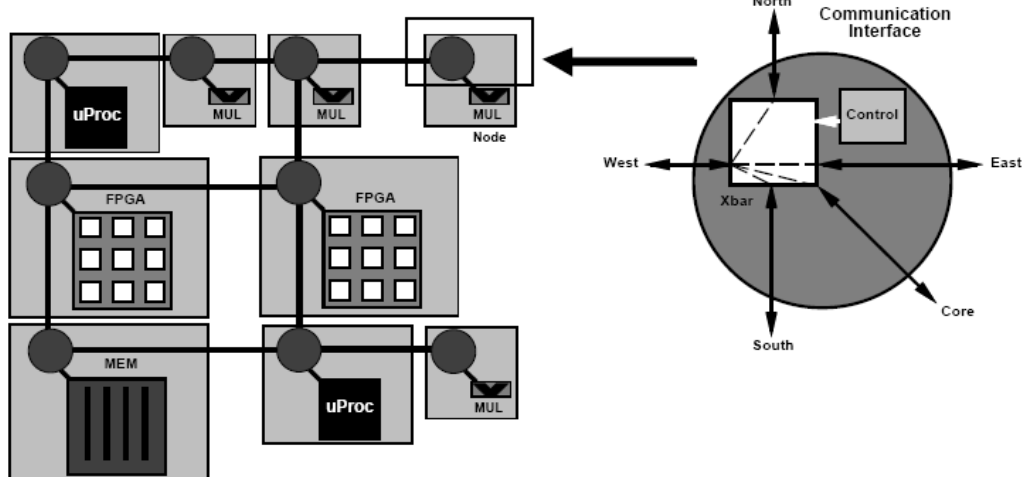 North
Communication
Interface
uProc
MUL
MUL
MUL
Node
Control
West
East
Xbar
FPGA
FPGA
Core
South
MEM
uProc
MUL